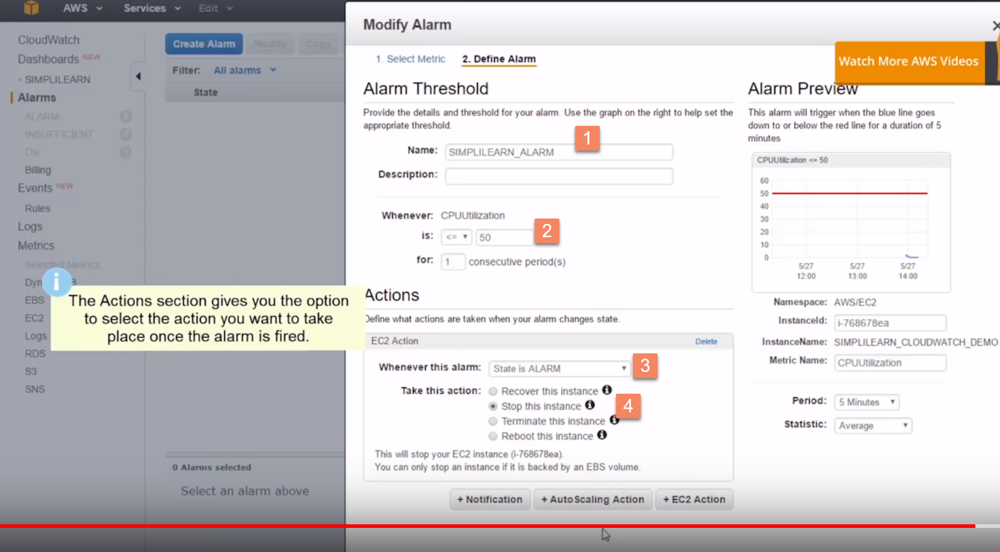 AWS Services Edit
CloudWatch
Dashboards NEW
SIMPLILEARN
Alarms
ALARM 0
INSUFFICIENT 0
OK 0
Billing
Events NEW
Rules
Logs
Metrics
Selected Metrics
EBS
EC2
Logs
RDS
S3
SNS
Create Alarm Modify Copy
Filter: All alarms
State
0 Alarms selected
Select an alarm above
i
The Actions section gives you the option
to select the action you want to take
place once the alarm is fired.
Modify Alarm
1. Select Metric 2. Define Alarm
Watch More AWS Videos
Alarm Threshold
Provide the details and threshold for your alarm. Use the graph on the right to help set the
appropriate threshold.
1
Name: SIMPLILEARN_ALARM
Description:
Whenever: CPUUtilization
is: <= 50 2
for: 1 consecutive period(s)
Actions
Define what actions are taken when your alarm changes state.
EC2 Action Delete
Whenever this alarm: State is ALARM 3
Take this action: Recover this instance i
Stop this instance i 4
Terminate this instance i
Reboot this instance i
This will stop your EC2 instance (i-768678ea).
You can only stop an instance if it is backed by an EBS volume.
+ Notification + AutoScaling Action + EC2 Action
Alarm Preview
This alarm will trigger when the blue line goes
down to or below the red line for a duration of 5
minutes
CPUUtilization <= 50
60
50
40
30
20
10
0
5/27 5/27 5/27
12:00 13:00 14:00
Namespace: AWS/EC2
InstanceId: i-768678ea
InstanceName: SIMPLILEARN_CLOUDWATCH_DEMO
Metric Name: CPUUtilization
Period: 5 Minutes
Statistic: Average